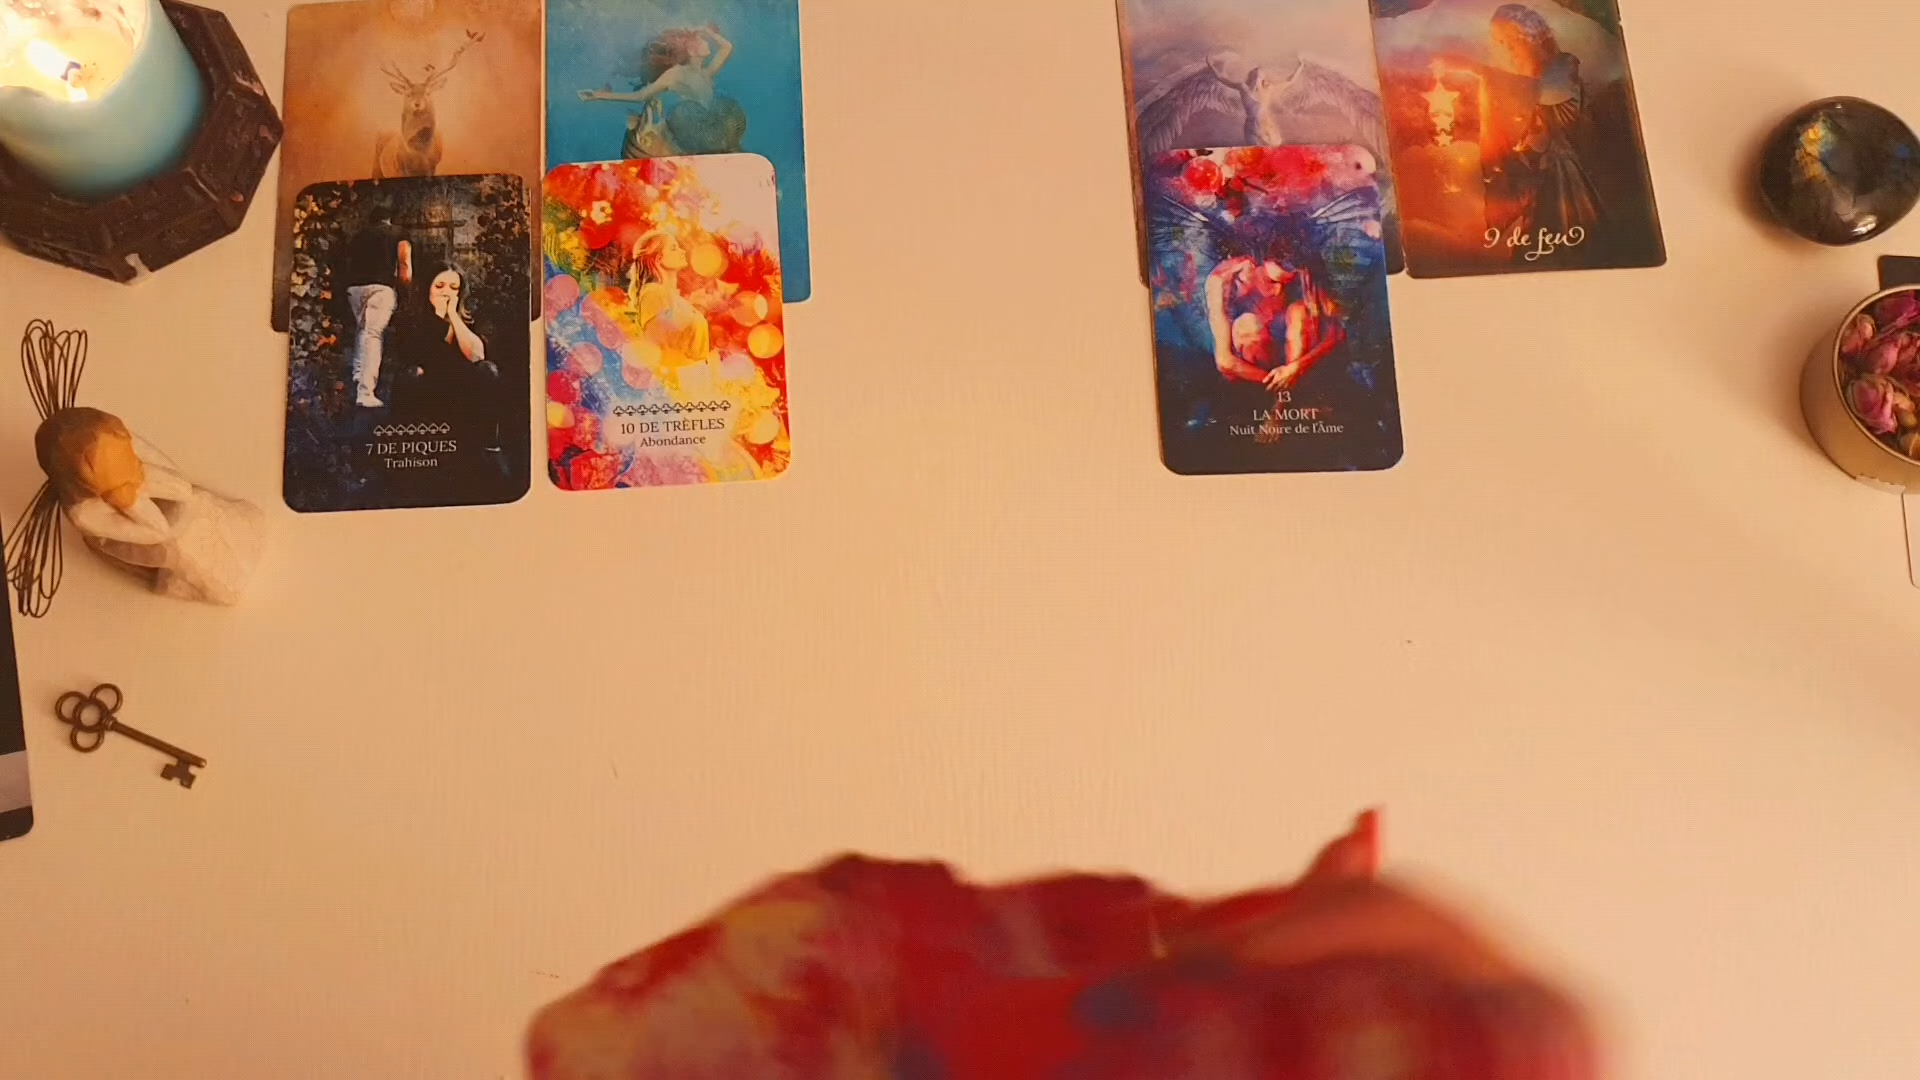 7 DE PIQUES
Trahison
10 DE TRÈFLES
Abondance
13
LA MORT
Nuit Noire de l'Âme
9 de feu